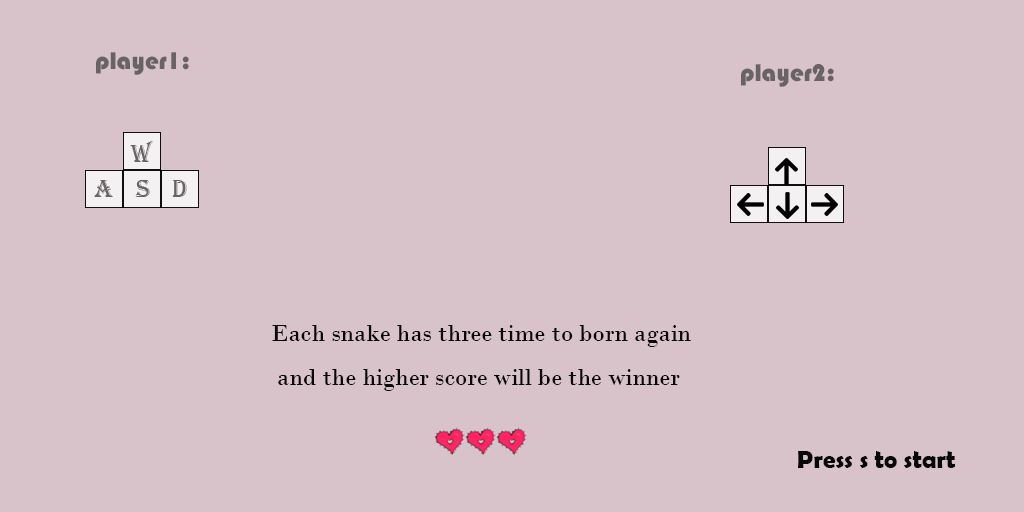 player1:
player2:
W
A S D
Each snake has three time to born again
and the higher score will be the winner
Press s to start